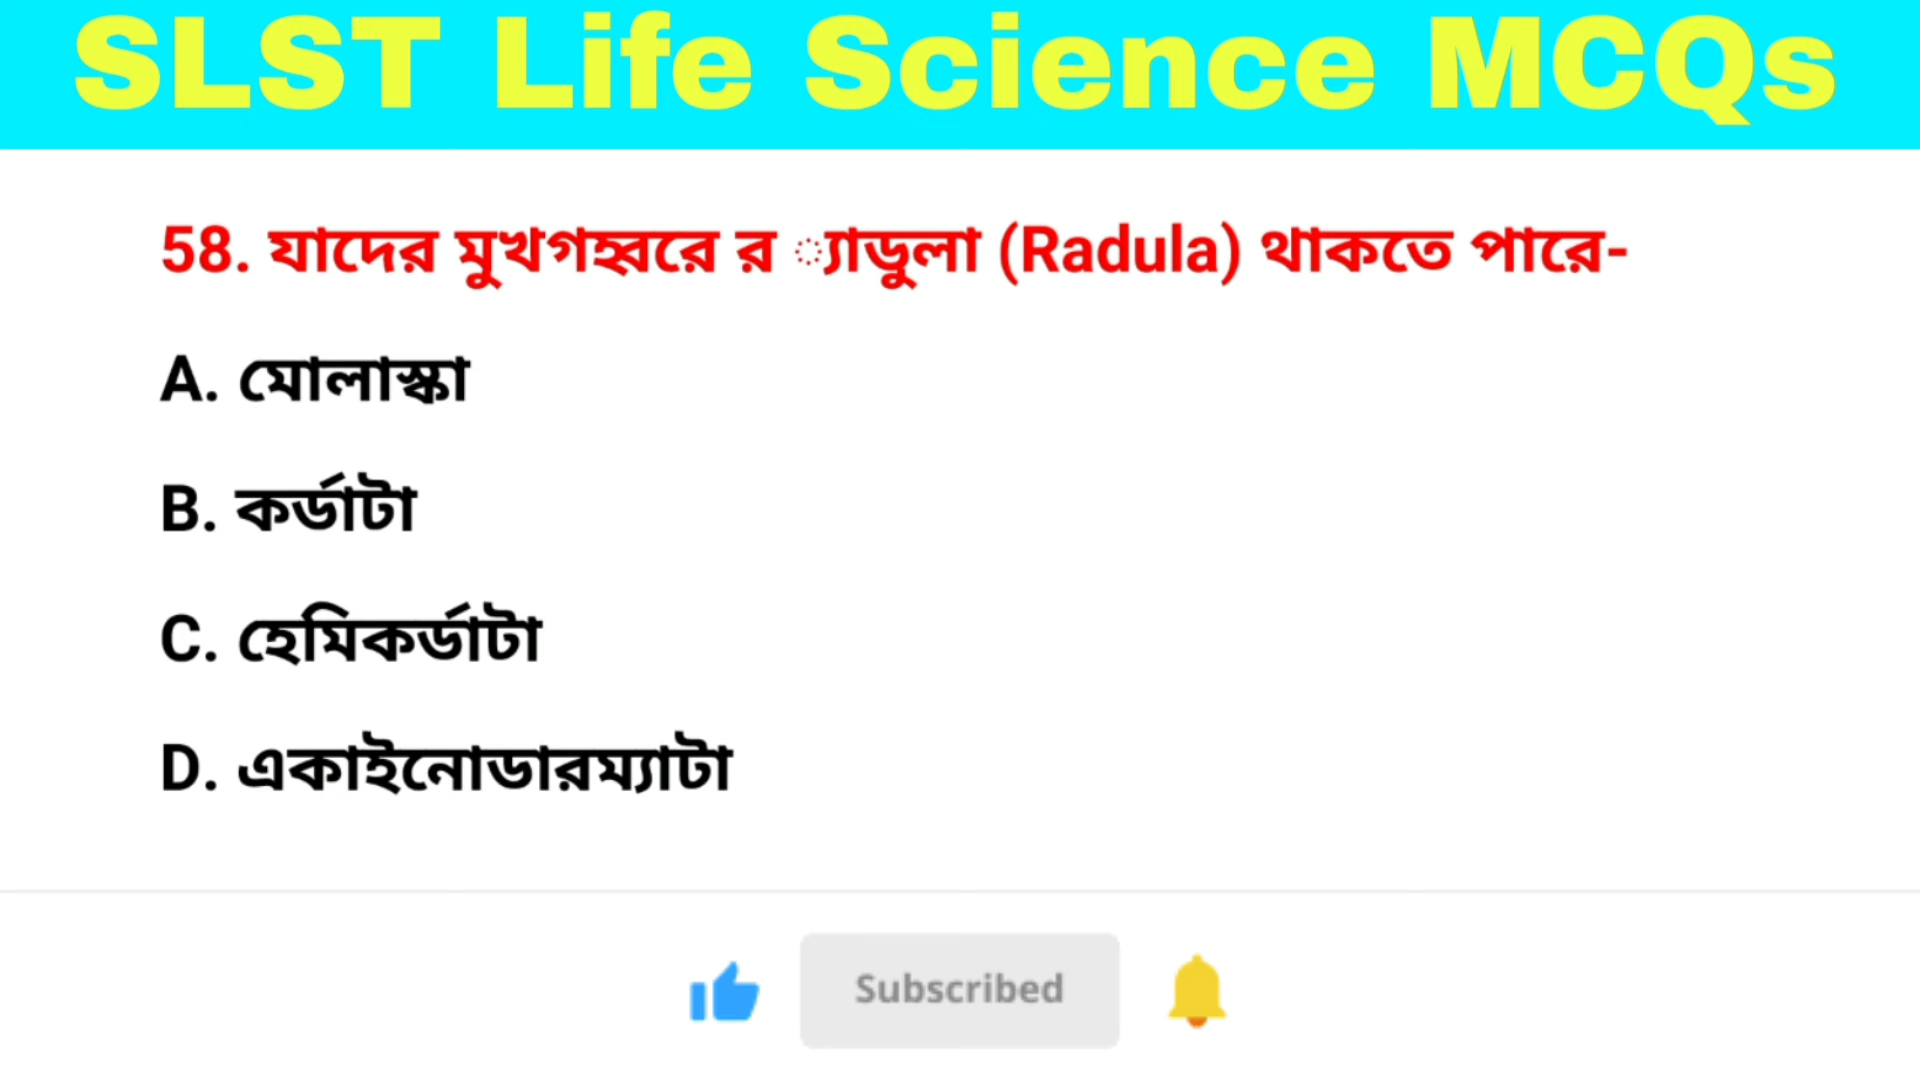 SLST Life Science MCQs
58. যাদের মুখগহ্বরে র ্যাডুলা (Radula) থাকতে পারে-
A. মোলাস্কা
B. কর্ডাটা
C. হেমিকর্ডাটা
D. একাইনোডারম্যাটা
Subscribed